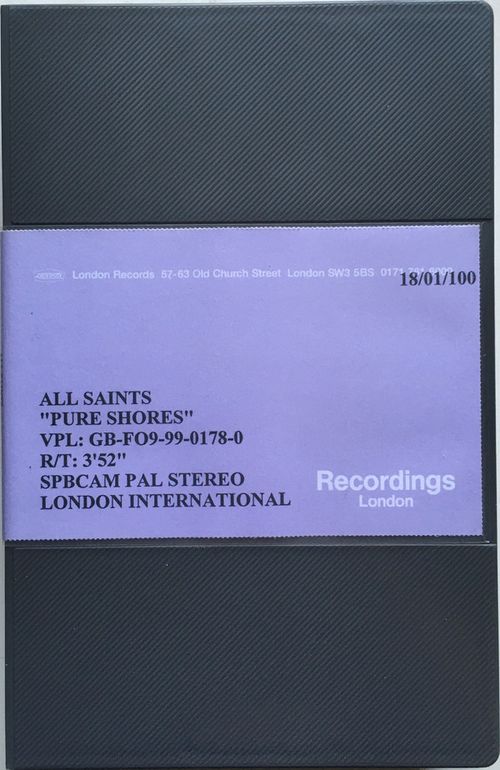 London Records 57-63 Old Church Street London SW3 5BS 0171
18/01/100
ALL SAINTS
"PURE SHORES"
VPL: GB-FO9-99-0178-0
R/T: 3'52"
SPBCAM PAL STEREO
LONDON INTERNATIONAL
Recordings
London